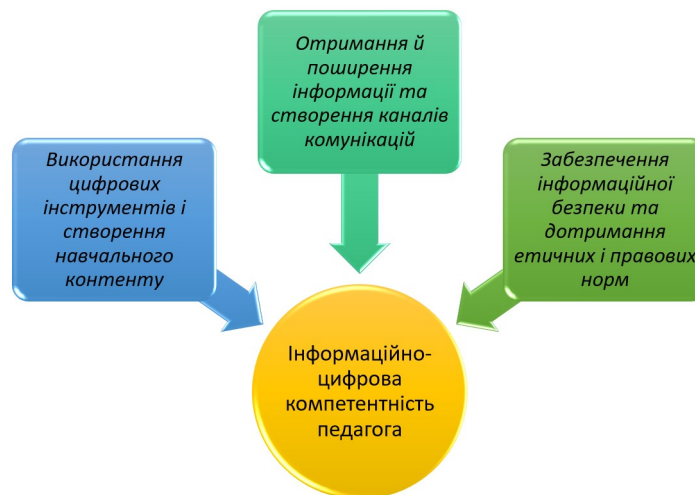 Використання
цифрових
інструментів і
створення
навчального
контенту
Отримання й
поширення
інформації та
створення каналів
комунікацій
Забезпечення
інформаційної
безпеки та
дотримання
етичних і правових
норм
Інформаційно-
цифрова
компетентність
педагога